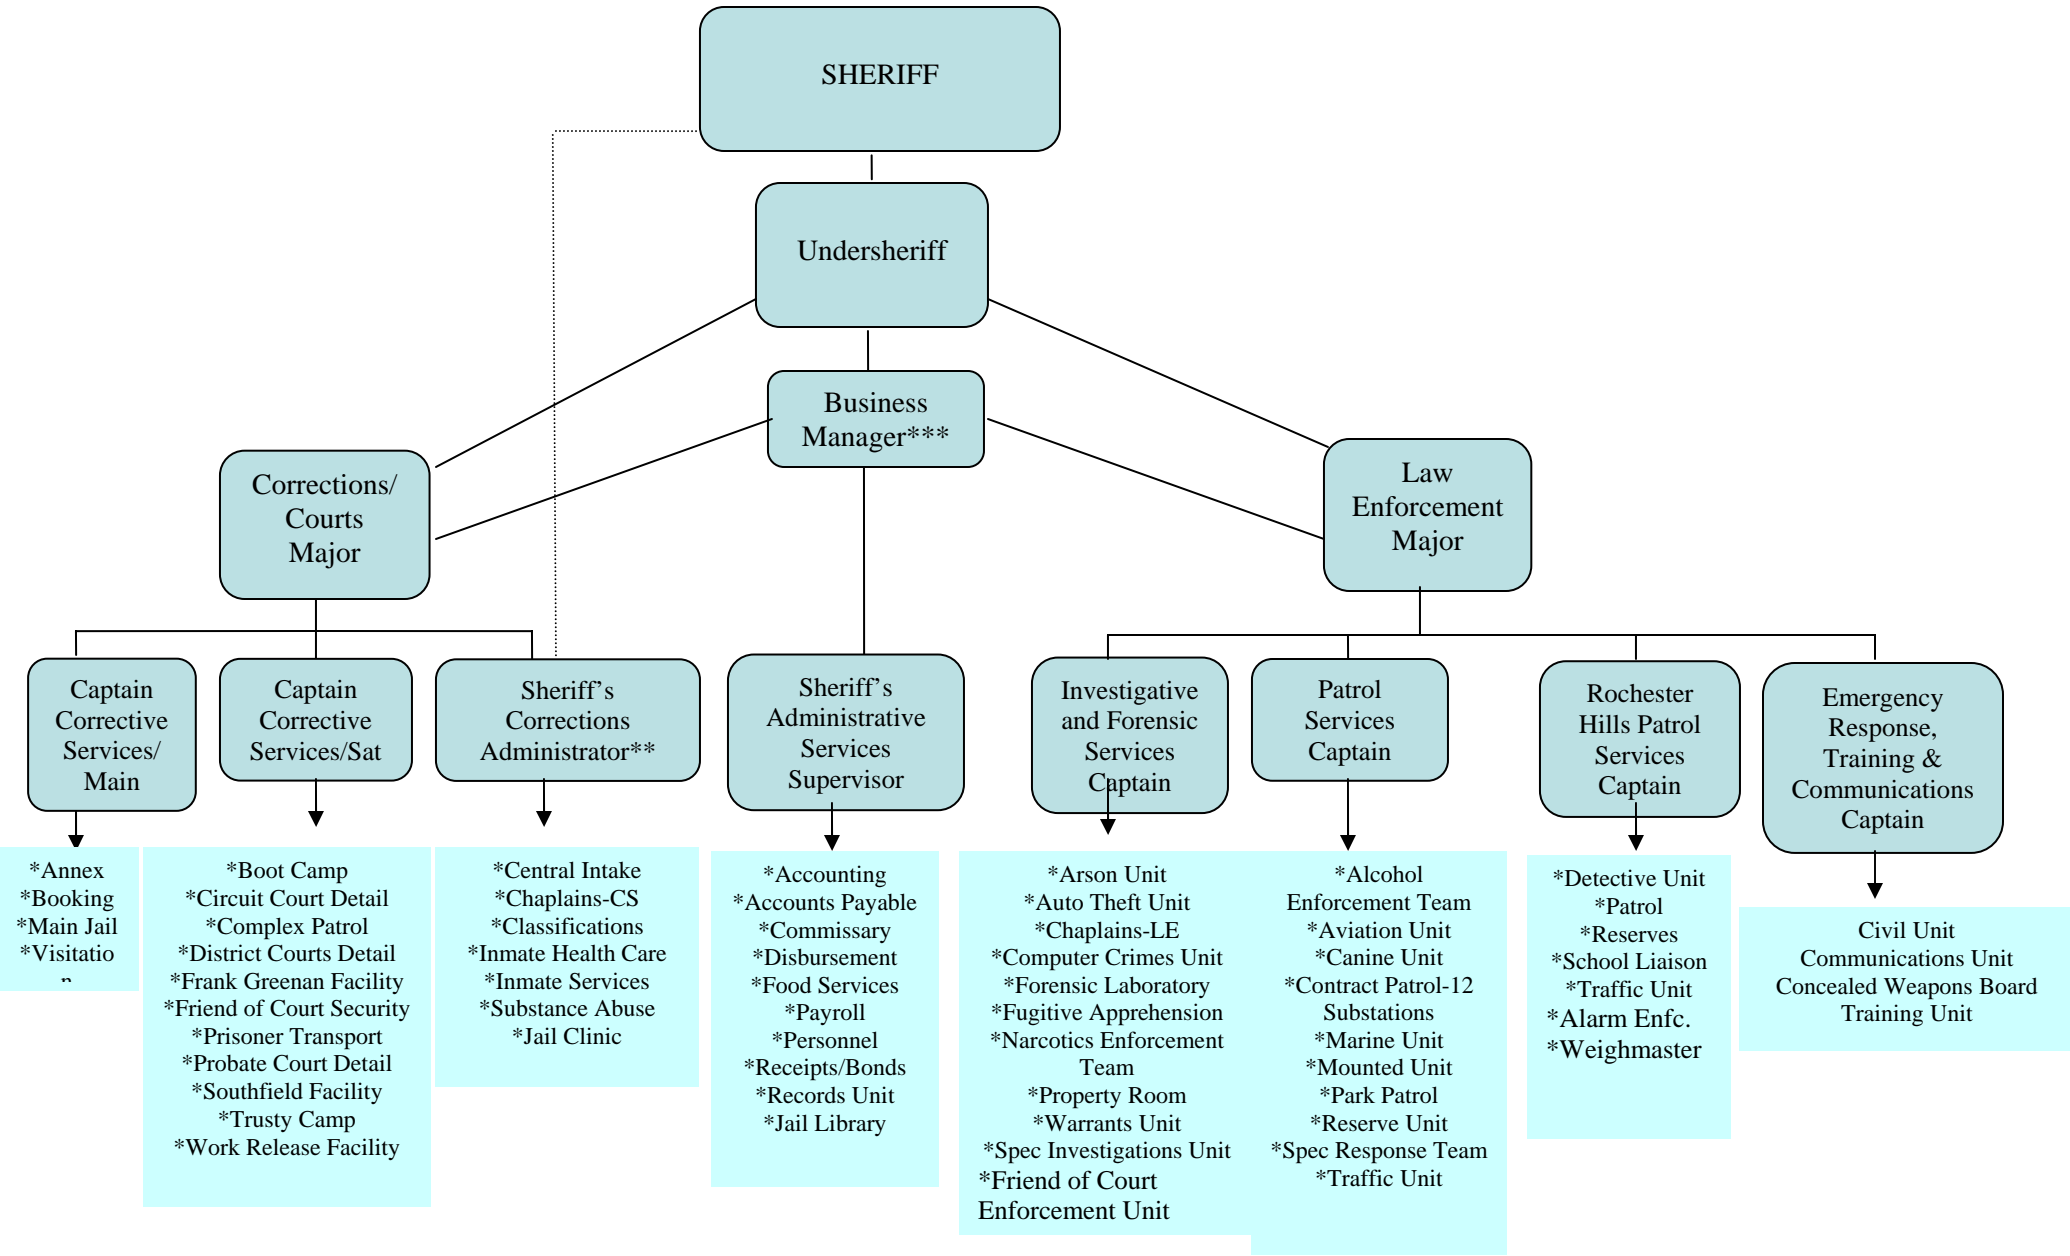 SHERIFF
Undersheriff
Business
Manager***
Corrections/
Courts
Major
Law
Enforcement
Major
Captain
Corrective
Services/
Main
Captain
Corrective
Services/Sat
Sheriff’s
Corrections
Administrator**
Sheriff’s
Administrative
Services
Supervisor
Investigative
and Forensic
Services
Captain
Patrol
Services
Captain
Rochester
Hills Patrol
Services
Captain
Emergency
Response,
Training &
Communications
Captain
*Annex
*Booking
*Main Jail
*Visitatio
n
*Boot Camp
*Circuit Court Detail
*Complex Patrol
*District Courts Detail
*Frank Greenan Facility
*Friend of Court Security
*Prisoner Transport
*Probate Court Detail
*Southfield Facility
*Trusty Camp
*Work Release Facility
*Central Intake
*Chaplains-CS
*Classifications
*Inmate Health Care
*Inmate Services
*Substance Abuse
*Jail Clinic
*Accounting
*Accounts Payable
*Commissary
*Disbursement
*Food Services
*Payroll
*Personnel
*Receipts/Bonds
*Records Unit
*Jail Library
*Arson Unit
*Auto Theft Unit
*Chaplains-LE
*Computer Crimes Unit
*Forensic Laboratory
*Fugitive Apprehension
*Narcotics Enforcement
Team
*Property Room
*Warrants Unit
*Spec Investigations Unit
*Friend of Court
Enforcement Unit
*Alcohol
Enforcement Team
*Aviation Unit
*Canine Unit
*Contract Patrol-12
Substations
*Marine Unit
*Mounted Unit
*Park Patrol
*Reserve Unit
*Spec Response Team
*Traffic Unit
*Detective Unit
*Patrol
*Reserves
*School Liaison
*Traffic Unit
*Alarm Enfc.
*Weighmaster
Civil Unit
Communications Unit
Concealed Weapons Board
Training Unit